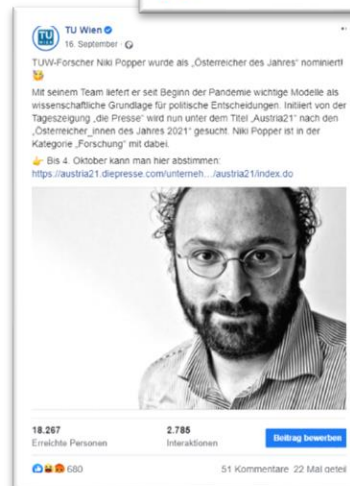 TU WIEN
TU Wien
16. September ·
TUW-Forscher Niki Popper wurde als „Österreicher des Jahres" nominiert!
Mit seinem Team liefert er seit Beginn der Pandemie wichtige Modelle als
wissenschaftliche Grundlage für politische Entscheidungen. Initiiert von der
Tageszeitung „die Presse" wird nun unter dem Titel „Austria21" nach den
„Österreicher_innen des Jahres 2021" gesucht. Niki Popper ist in der
Kategorie „Forschung" mit dabei.
Bis 4. Oktober kann man hier abstimmen:
https://austria21.diepresse.com/unterneh…/austria21/index.do
18.267 2.785 Beitrag bewerben
Erreichte Personen Interaktionen
680 51 Kommentare 22 Mal geteil